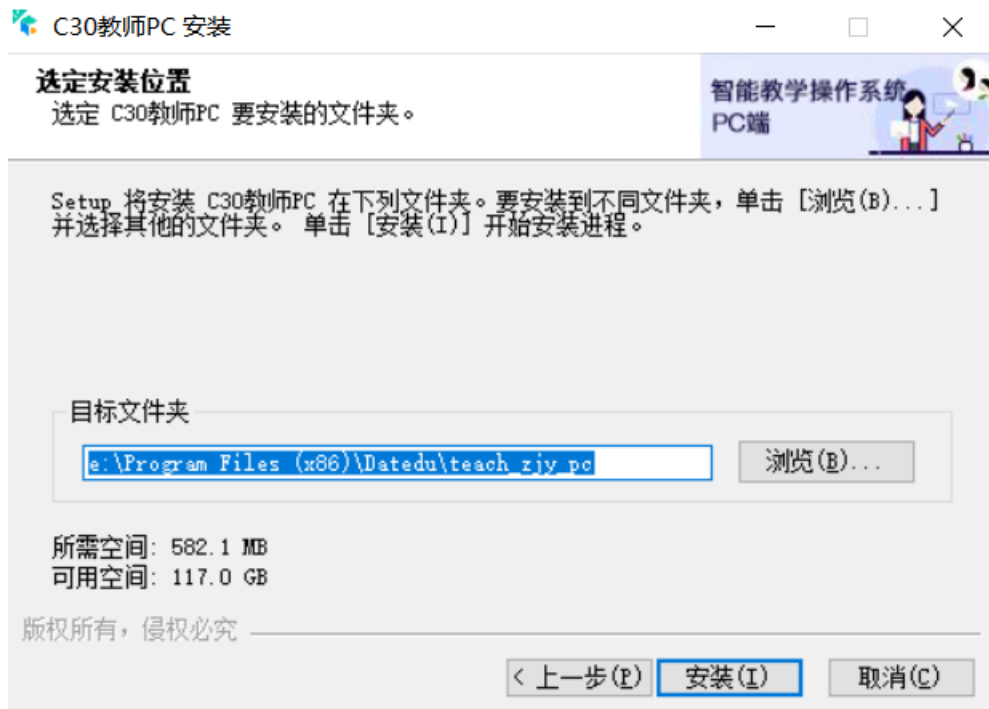 C30教师PC 安装
选定安装位置
选定 C30教师PC 要安装的文件夹。
智能教学操作系统
PC端
Setup 将安装 C30教师PC 在下列文件夹。要安装到不同文件夹，单击 [浏览(B)...]
并选择其他的文件夹。 单击 [安装(I)] 开始安装进程。
目标文件夹
e:\Program Files (x86)\Datedu\teach_zjy_pc
浏览(B)...
所需空间: 582.1 MB
可用空间: 117.0 GB
版权所有，侵权必究
< 上一步(P)
安装(I)
取消(C)